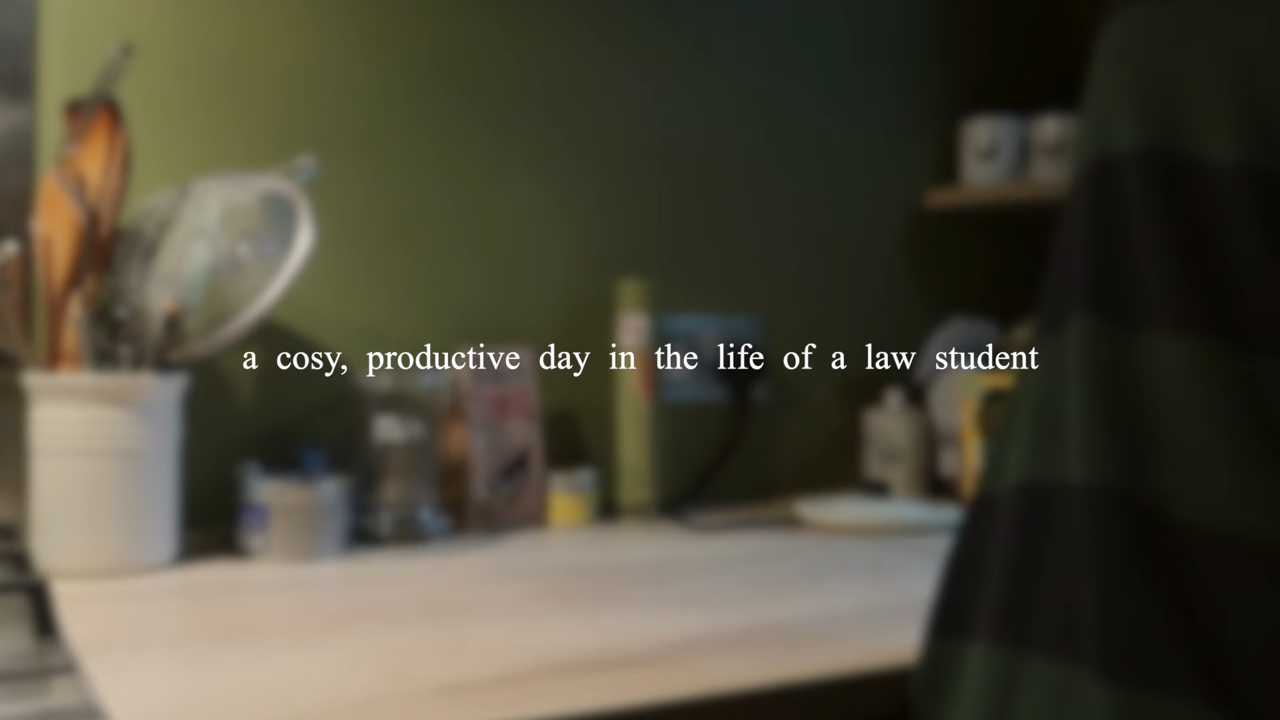 a cosy, productive day in the life of a law student